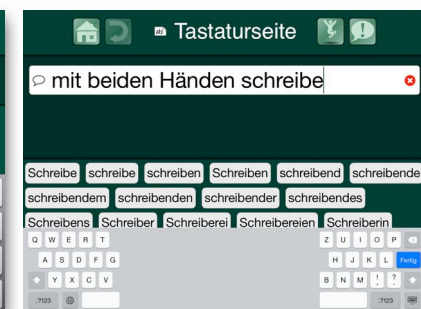 Tastaturseite
mit beiden Händen schreibe
Schreibe schreibe schreiben Schreiben schreibend schreibende
schreibendem schreibenden schreibender schreibendes
Schreibens Schreiber Schreiberei Schreibereien Schreiberin
Q W E R T Z U I O P
A S D F G H J K L Fertig
Y X C V B N M ! , ? .
.?123 .?123